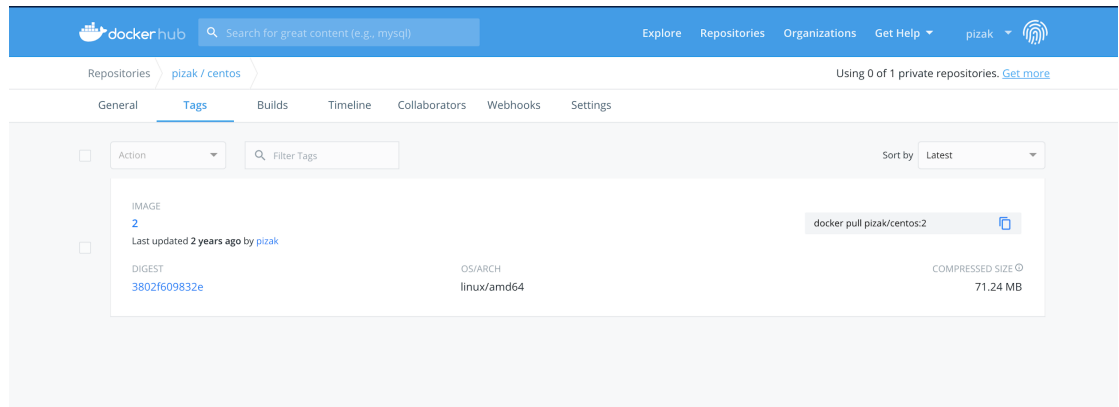 dockerhub Search for great content (e.g., mysql) Explore Repositories Organizations Get Help pizak
Repositories pizak / centos Using 0 of 1 private repositories. Get more
General Tags Builds Timeline Collaborators Webhooks Settings
Action Filter Tags Sort by Latest
IMAGE
2
docker pull pizak/centos:2
Last updated 2 years ago by pizak
DIGEST OS/ARCH COMPRESSED SIZE
3802f609832e linux/amd64 71.24 MB